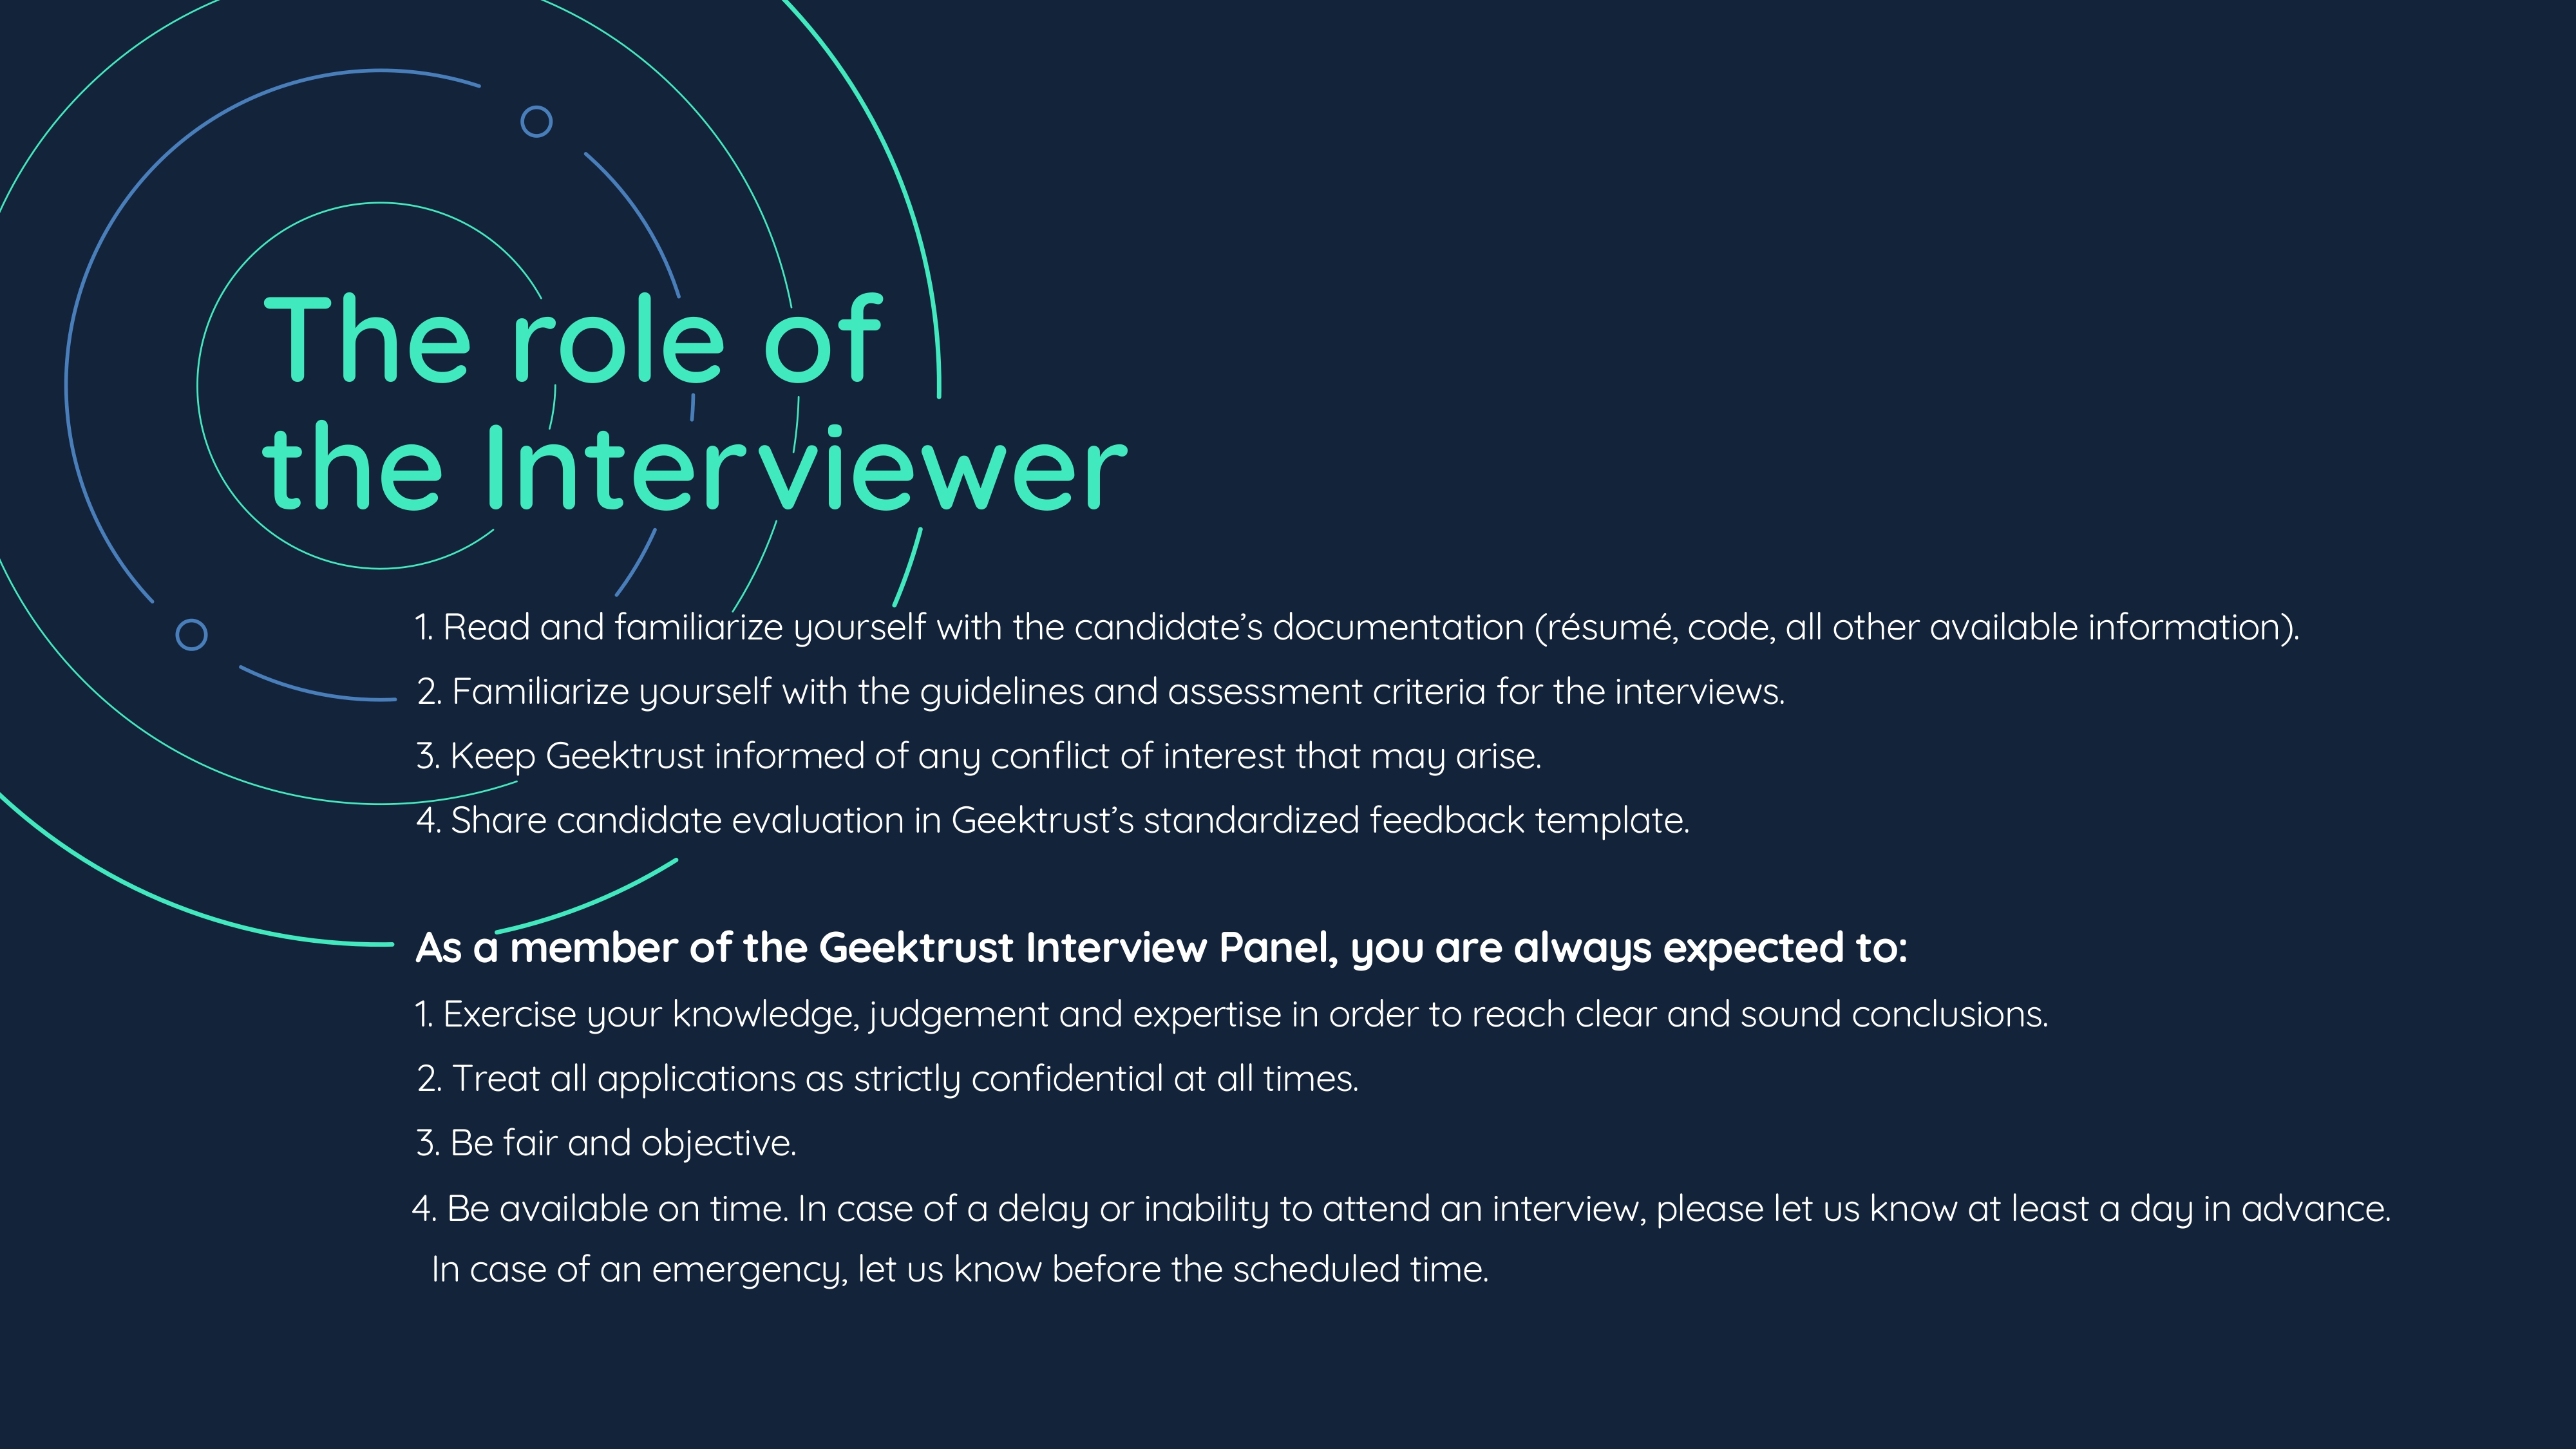 The role of
the Interviewer
1. Read and familiarize yourself with the candidate’s documentation (résumé, code, all other available information).
2. Familiarize yourself with the guidelines and assessment criteria for the interviews.
3. Keep Geektrust informed of any conflict of interest that may arise.
4. Share candidate evaluation in Geektrust’s standardized feedback template.
As a member of the Geektrust Interview Panel, you are always expected to:
1. Exercise your knowledge, judgement and expertise in order to reach clear and sound conclusions.
2. Treat all applications as strictly confidential at all times.
3. Be fair and objective.
4. Be available on time. In case of a delay or inability to attend an interview, please let us know at least a day in advance.
In case of an emergency, let us know before the scheduled time.